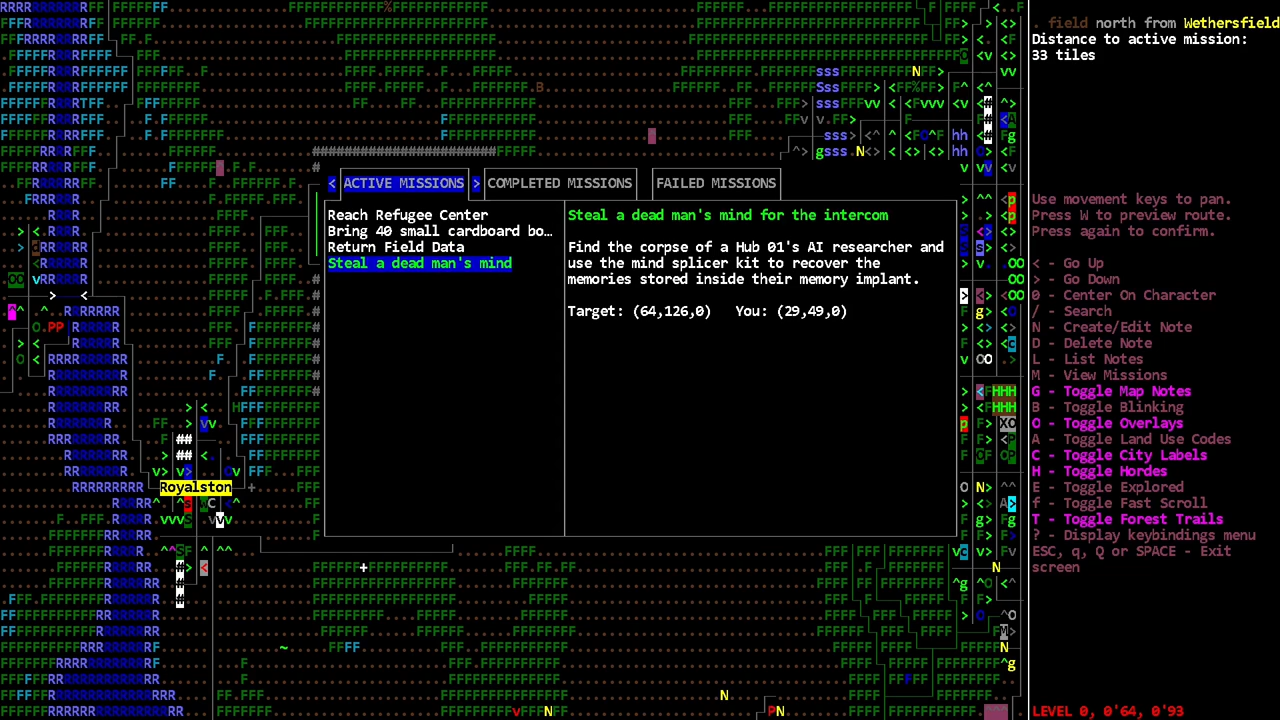 . field north from Wethersfield
Distance to active mission:
33 tiles
< ACTIVE MISSIONS > COMPLETED MISSIONS FAILED MISSIONS
Reach Refugee Center
Bring 40 small cardboard bo…
Return Field Data
Steal a dead man's mind
Steal a dead man's mind for the intercom
Find the corpse of a Hub 01's AI researcher and
use the mind splicer kit to recover the
memories stored inside their memory implant.
Target: (64,126,0) You: (29,49,0)
Royalston
Use movement keys to pan.
Press W to preview route.
Press again to confirm.
< - Go Up
> - Go Down
0 - Center On Character
/ - Search
N - Create/Edit Note
D - Delete Note
L - List Notes
M - View Missions
G - Toggle Map Notes
B - Toggle Blinking
O - Toggle Overlays
A - Toggle Land Use Codes
C - Toggle City Labels
H - Toggle Hordes
E - Toggle Explored
f - Toggle Fast Scroll
T - Toggle Forest Trails
? - Display keybindings menu
ESC, q, Q or SPACE - Exit
screen
LEVEL 0, 0'64, 0'93